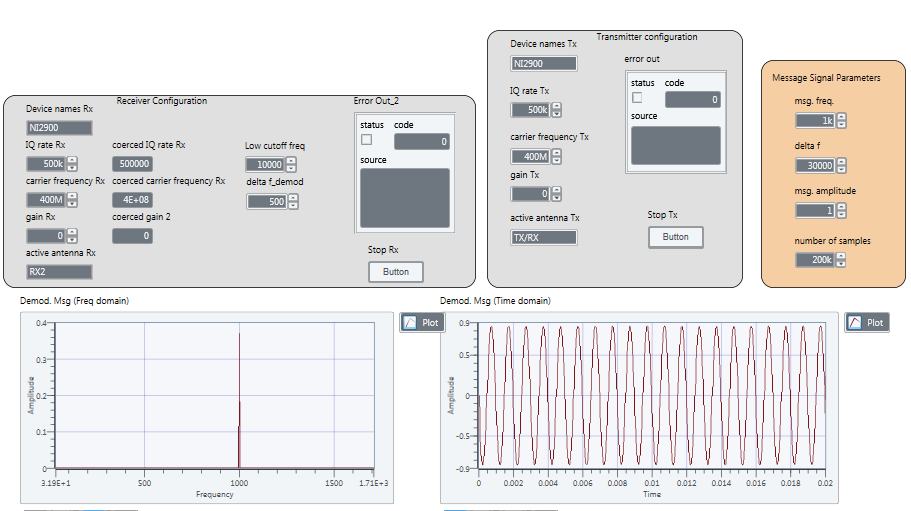 Receiver Configuration
Device names Rx
NI2900
IQ rate Rx
500k
coerced IQ rate Rx
500000
Low cutoff freq
10000
carrier frequency Rx
400M
coerced carrier frequency Rx
4E+08
delta f_demod
500
gain Rx
0
coerced gain 2
0
active antenna Rx
RX2
Error Out_2
status code
0
source
Stop Rx
Button
Transmitter configuration
Device names Tx
NI2900
IQ rate Tx
500k
carrier frequency Tx
400M
gain Tx
0
active antenna Tx
TX/RX
error out
status code
0
source
Stop Tx
Button
Message Signal Parameters
msg. freq.
1k
delta f
30000
msg. amplitude
1
number of samples
200k
Demod. Msg (Freq domain)
Plot
Amplitude
0.4
0.3
0.2
0.1
0
3.19E+1 500 1000 1500 1.71E+3
Frequency
Demod. Msg (Time domain)
Plot
Amplitude
0.9
0.5
0
-0.5
-0.9
0 0.002 0.004 0.006 0.008 0.01 0.012 0.014 0.016 0.018 0.02
Time